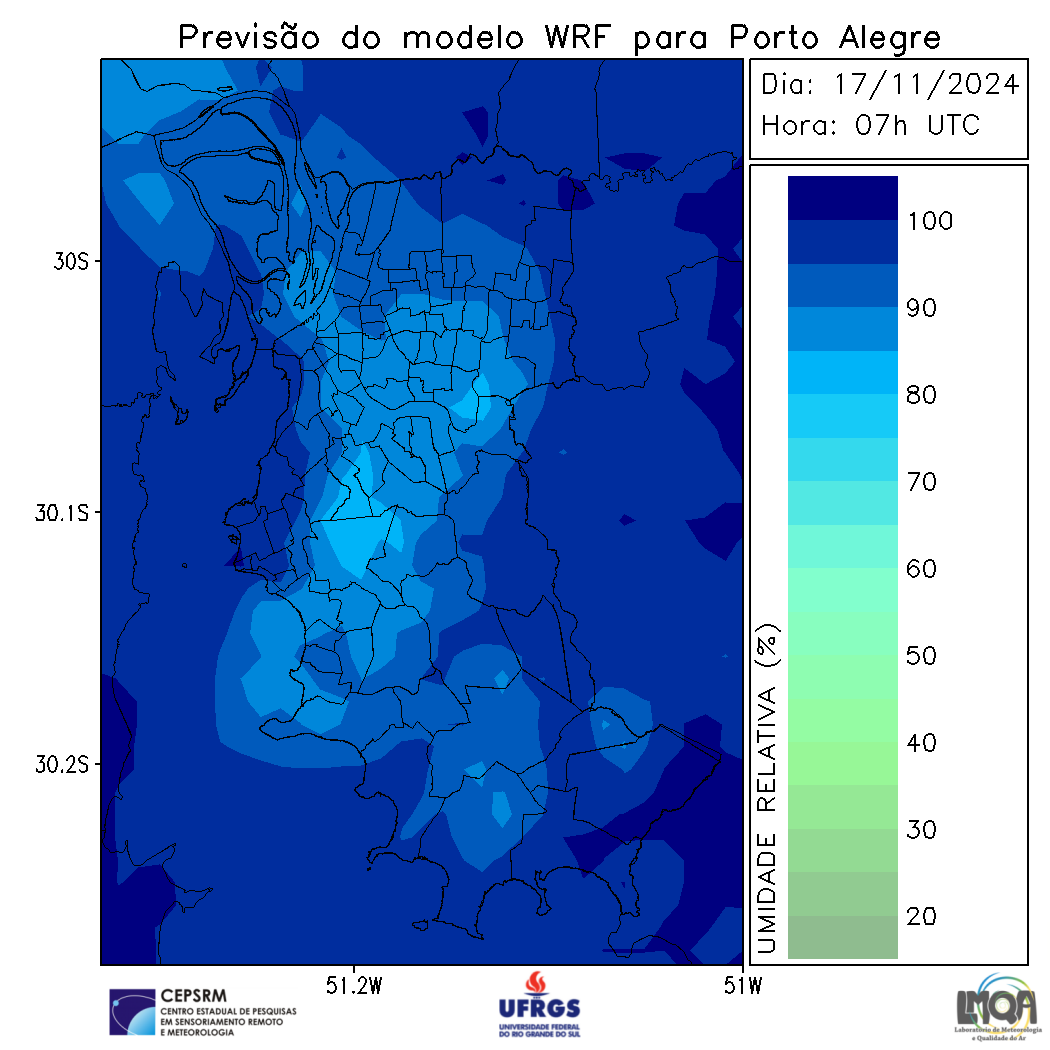 Previsão do modelo WRF para Porto Alegre
Dia: 17/11/2024
Hora: 07h UTC
100
90
80
70
60
50
40
30
20
UMIDADE RELATIVA (%)
30S
30.1S
30.2S
51.2W
51W
CEPSRM
CENTRO ESTADUAL DE PESQUISAS
EM SENSORIAMENTO REMOTO
E METEOROLOGIA
UFRGS
UNIVERSIDADE FEDERAL
DO RIO GRANDE DO SUL
LMQA
Laboratório de Meteorologia
e Qualidade do Ar